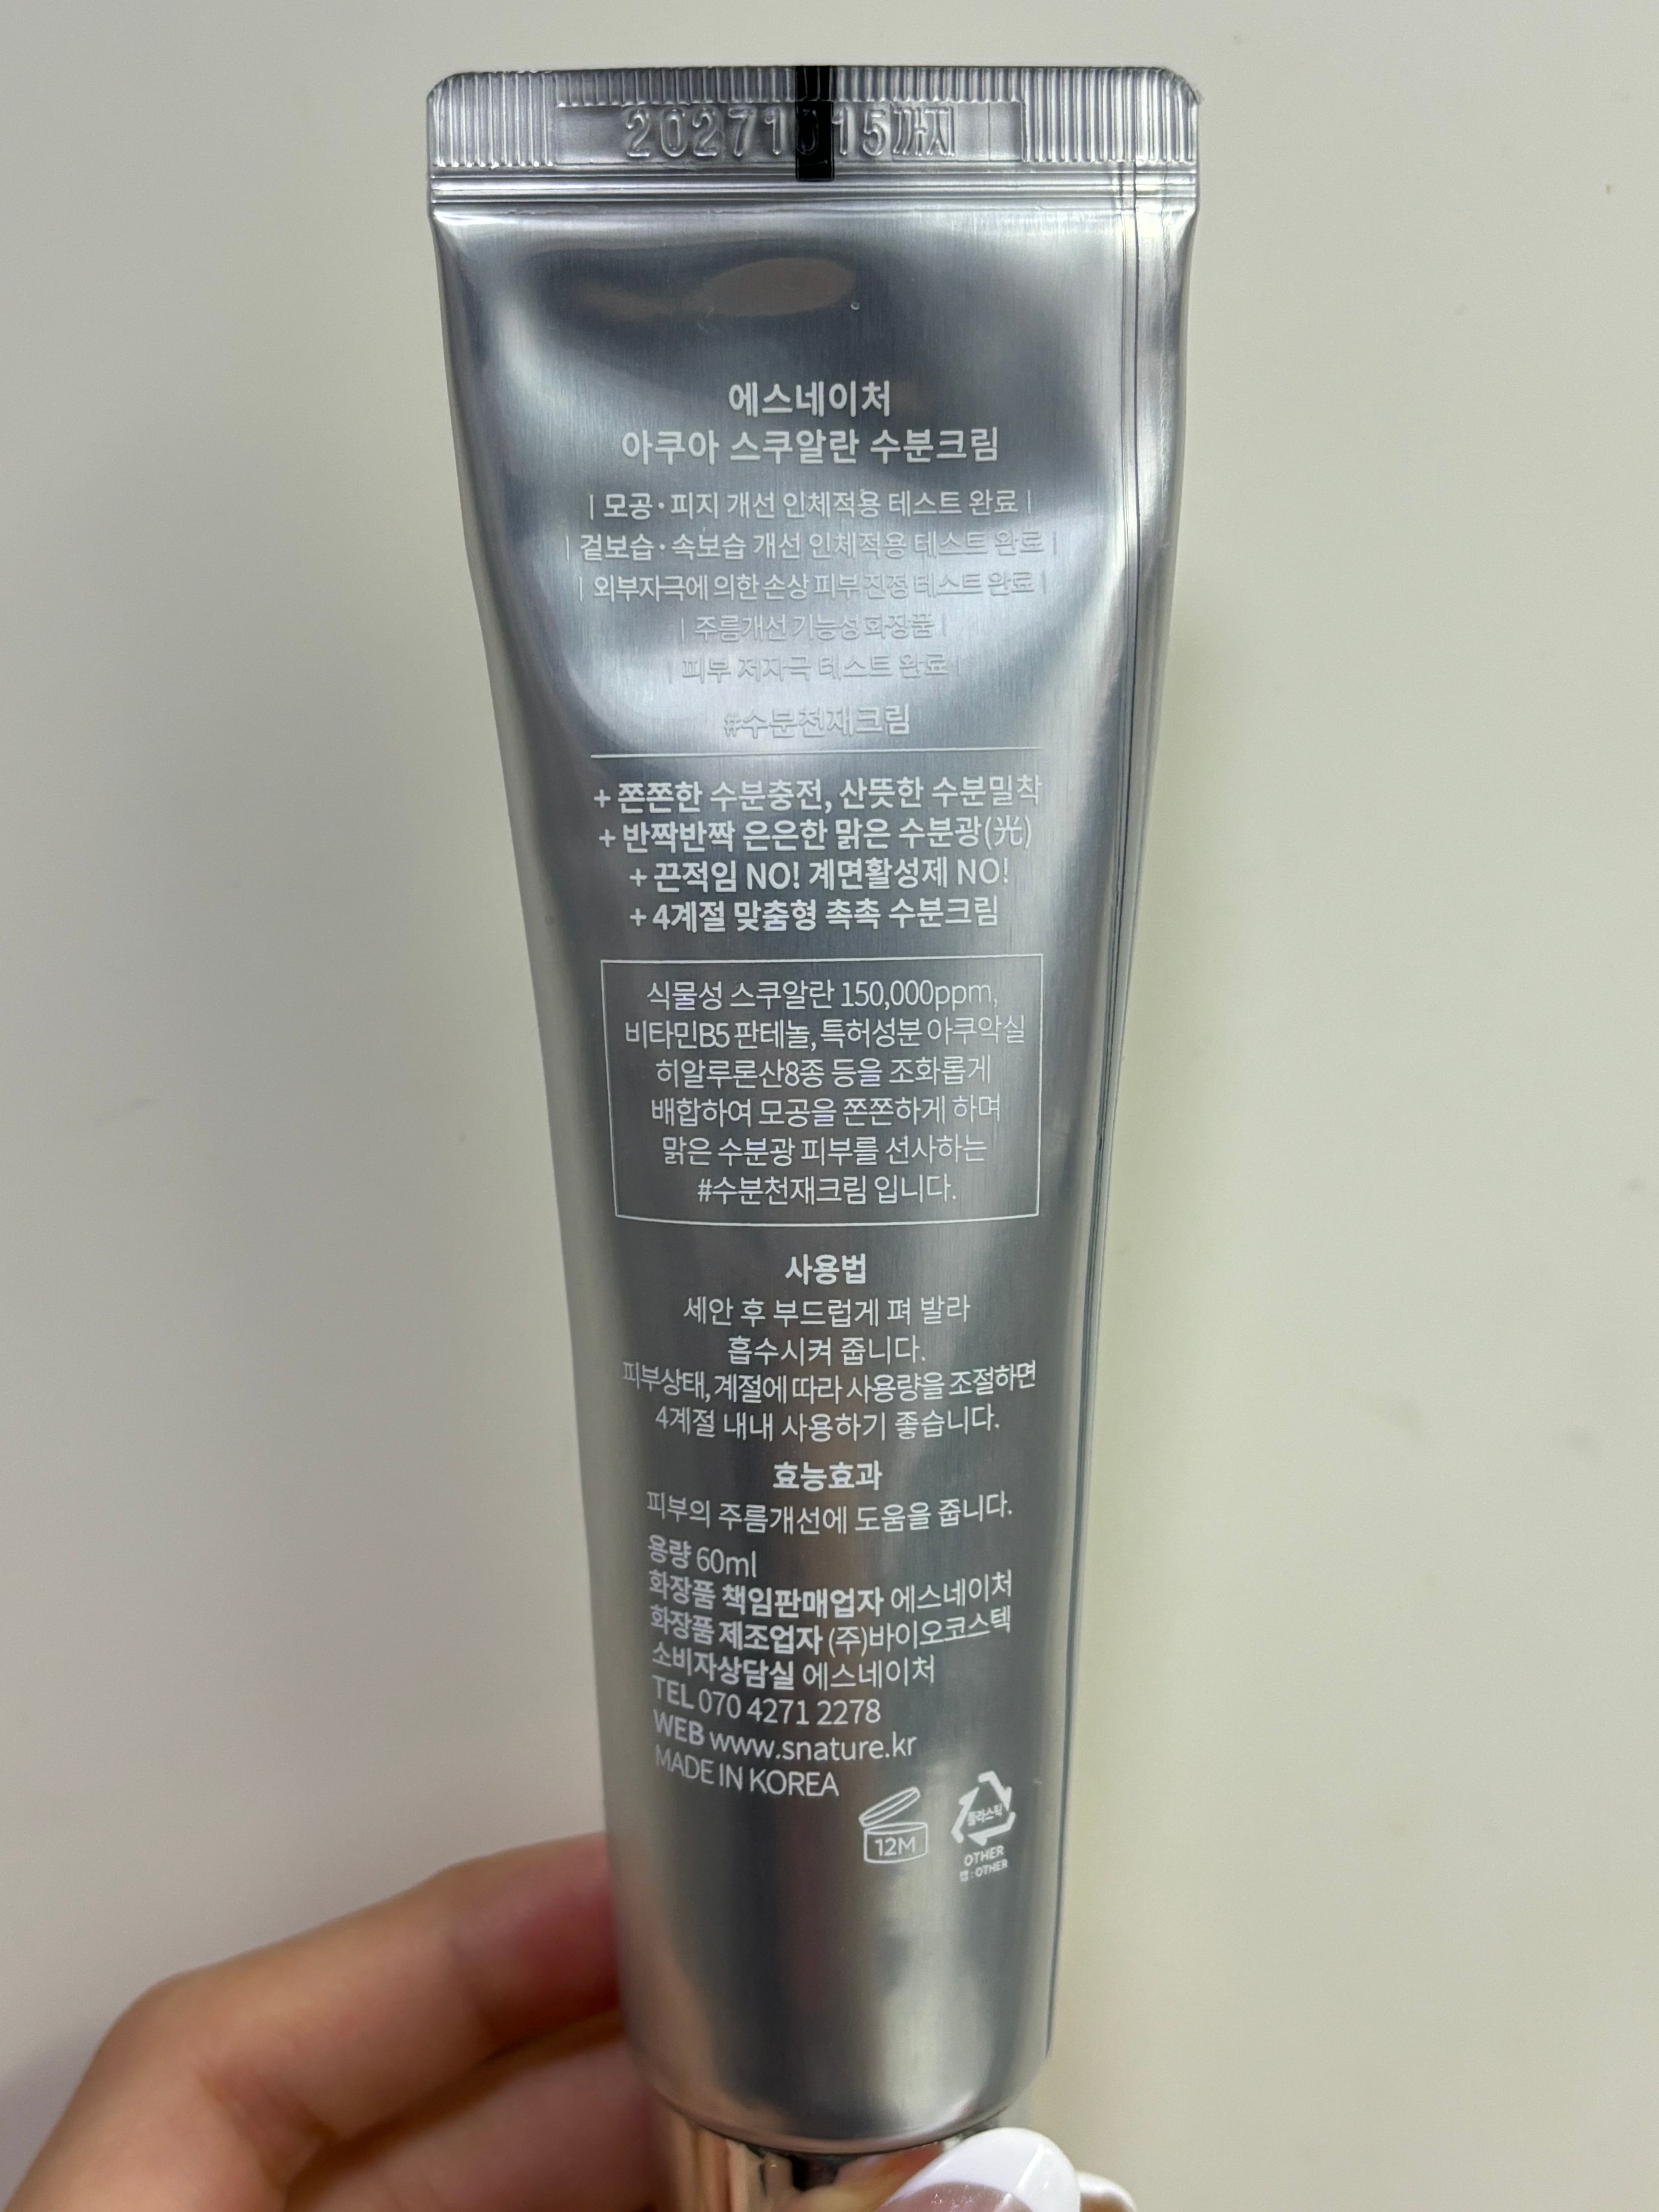 20271015까지
에스네이처
아쿠아 스쿠알란 수분크림
| 모공·피지 개선 인체적용 테스트 완료 |
| 겉보습·속보습 개선 인체적용 테스트 완료 |
| 외부자극에 의한 손상 피부 진정 테스트 완료 |
| 주름개선 기능성 화장품 |
| 피부 저자극 테스트 완료 |
#수분천재크림
+ 쫀쫀한 수분충전, 산뜻한 수분밀착
+ 반짝반짝 은은한 맑은 수분광(光)
+ 끈적임 NO! 계면활성제 NO!
+ 4계절 맞춤형 촉촉 수분크림
식물성 스쿠알란 150,000ppm,
비타민B5 판테놀, 특허성분 아쿠악실
히알루론산8종 등을 조화롭게
배합하여 모공을 쫀쫀하게 하며
맑은 수분광 피부를 선사하는
#수분천재크림 입니다.
사용법
세안 후 부드럽게 펴 발라
흡수시켜 줍니다.
피부상태, 계절에 따라 사용량을 조절하면
4계절 내내 사용하기 좋습니다.
효능효과
피부의 주름개선에 도움을 줍니다.
용량 60ml
화장품 책임판매업자 에스네이처
화장품 제조업자 (주)바이오코스텍
소비자상담실 에스네이처
TEL 070 4271 2278
WEB www.snature.kr
MADE IN KOREA
12M
플라스틱
OTHER
캡 : OTHER